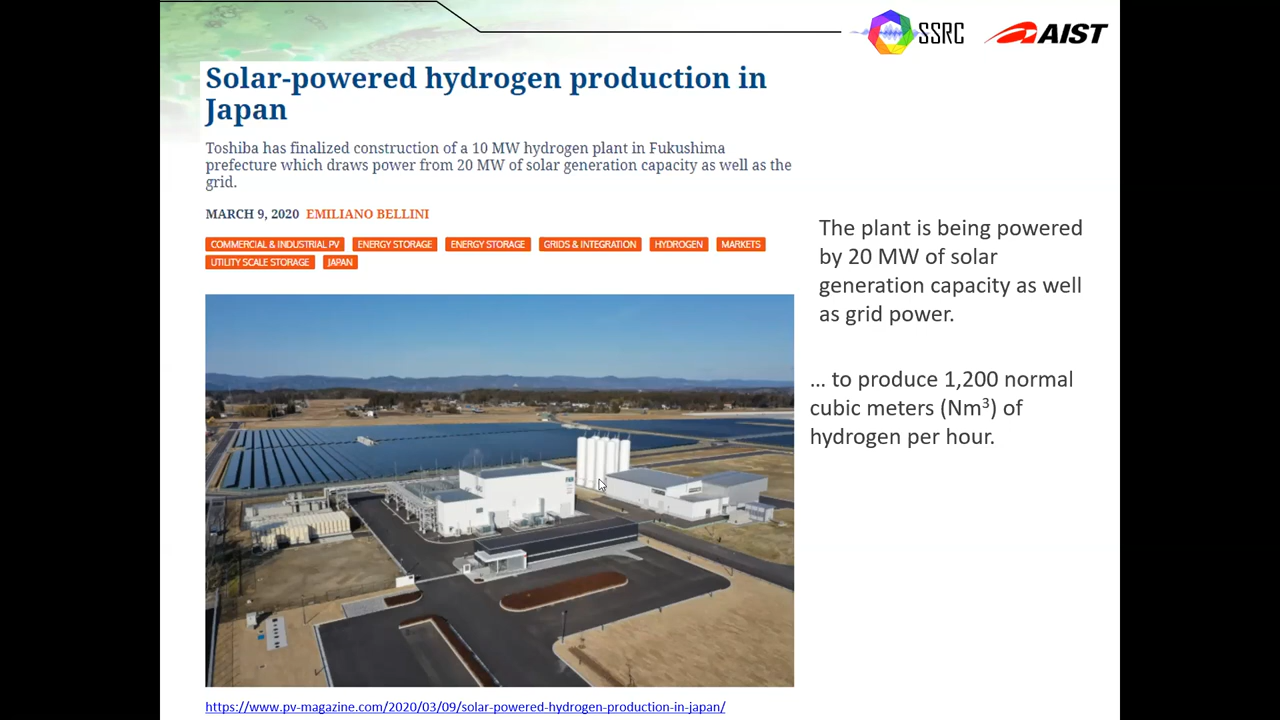 SSRC
AIST
Solar-powered hydrogen production in
Japan
Toshiba has finalized construction of a 10 MW hydrogen plant in Fukushima
prefecture which draws power from 20 MW of solar generation capacity as well as the
grid.
MARCH 9, 2020 EMILIANO BELLINI
COMMERCIAL & INDUSTRIAL PV ENERGY STORAGE ENERGY STORAGE GRIDS & INTEGRATION HYDROGEN MARKETS
UTILITY SCALE STORAGE JAPAN
The plant is being powered
by 20 MW of solar
generation capacity as well
as grid power.
... to produce 1,200 normal
cubic meters (Nm³) of
hydrogen per hour.
https://www.pv-magazine.com/2020/03/09/solar-powered-hydrogen-production-in-japan/